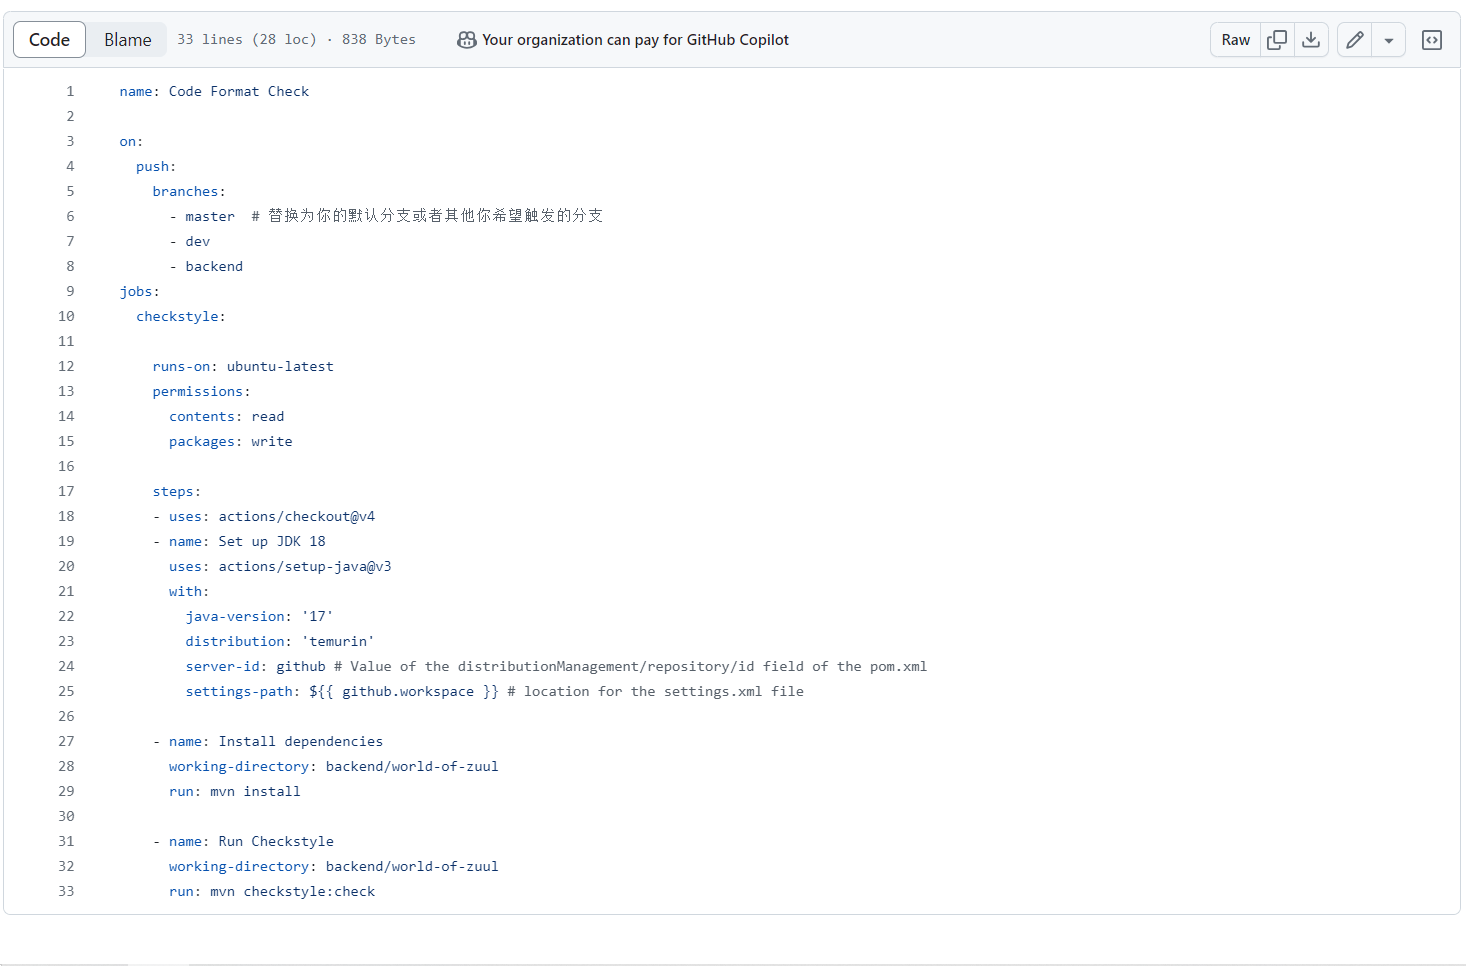 Code Blame 33 lines (28 loc) · 838 Bytes Your organization can pay for GitHub Copilot Raw
1 name: Code Format Check
2
3 on:
4 push:
5 branches:
6 - master # 替换为你的默认分支或者其他你希望触发的分支
7 - dev
8 - backend
9 jobs:
10 checkstyle:
11
12 runs-on: ubuntu-latest
13 permissions:
14 contents: read
15 packages: write
16
17 steps:
18 - uses: actions/checkout@v4
19 - name: Set up JDK 18
20 uses: actions/setup-java@v3
21 with:
22 java-version: '17'
23 distribution: 'temurin'
24 server-id: github # Value of the distributionManagement/repository/id field of the pom.xml
25 settings-path: ${{ github.workspace }} # location for the settings.xml file
26
27 - name: Install dependencies
28 working-directory: backend/world-of-zuul
29 run: mvn install
30
31 - name: Run Checkstyle
32 working-directory: backend/world-of-zuul
33 run: mvn checkstyle:check